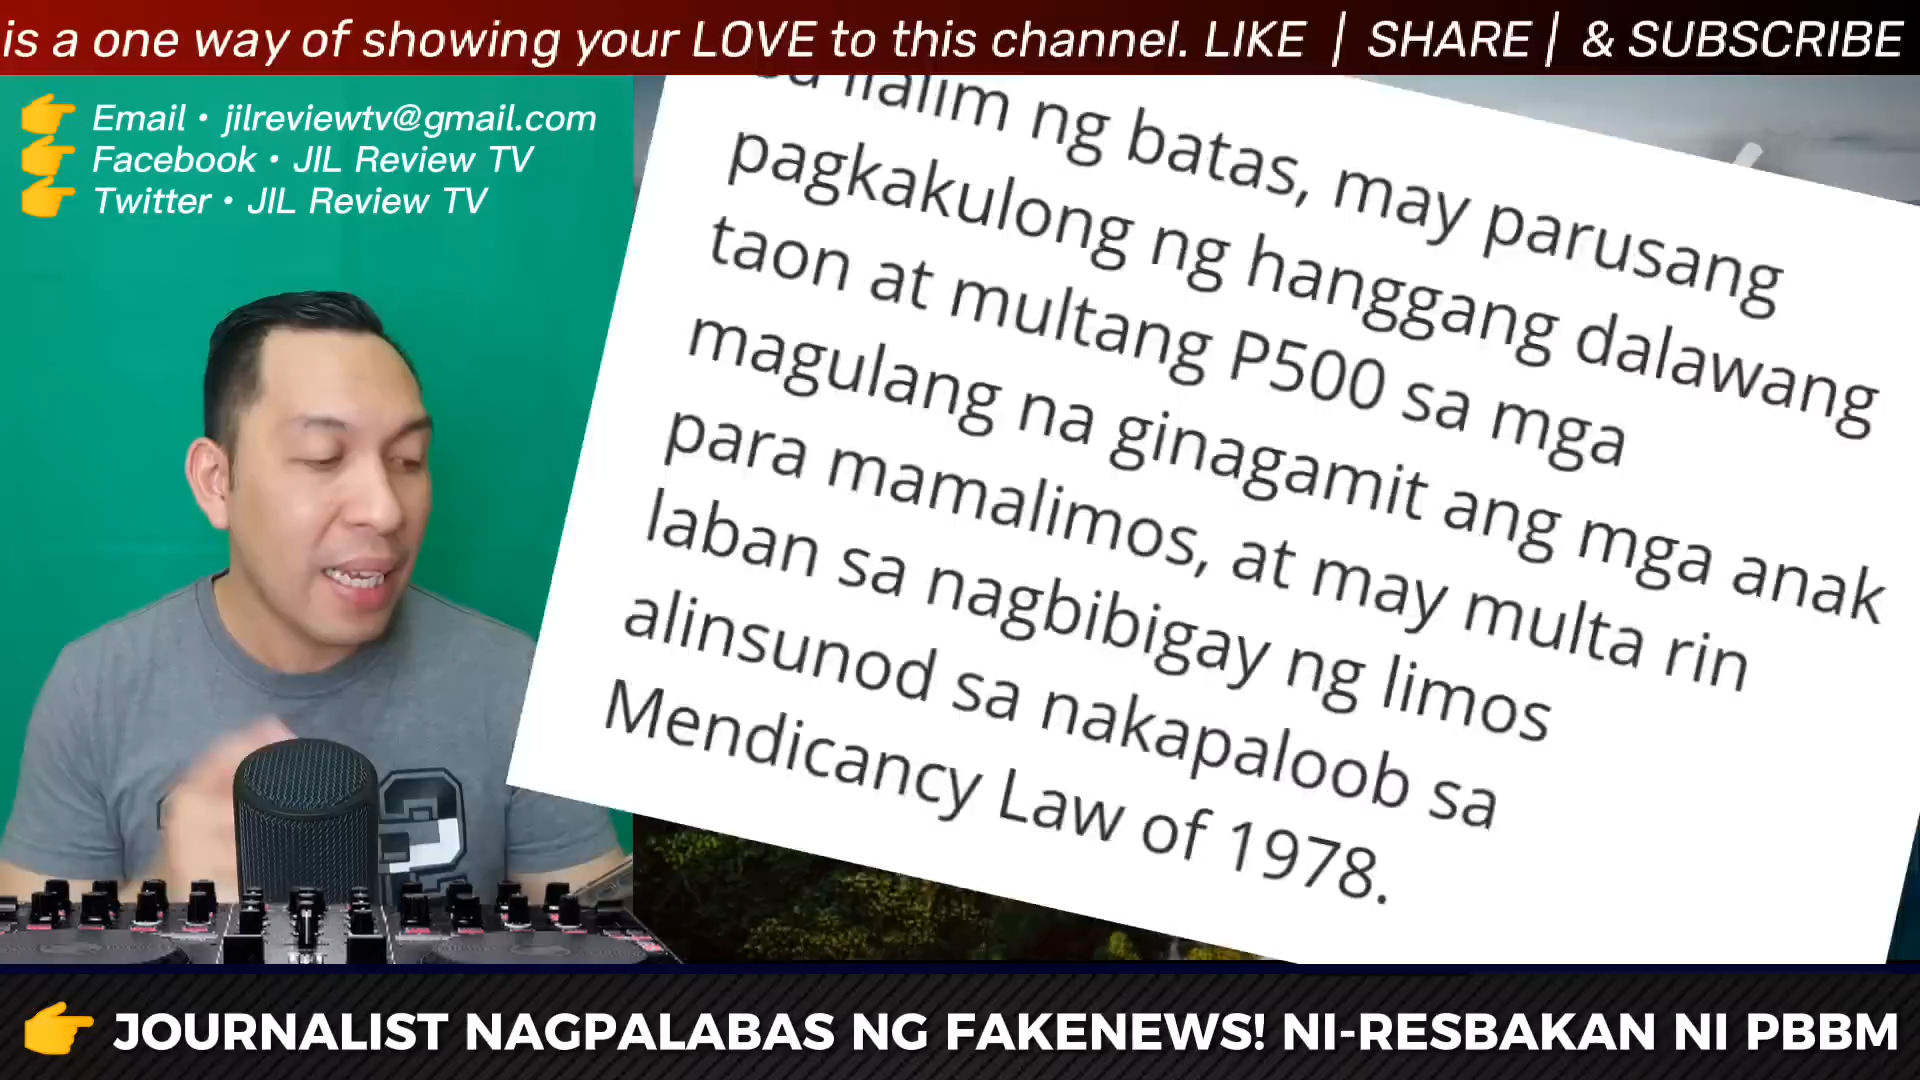 is a one way of showing your LOVE to this channel. LIKE | SHARE | & SUBSCRIBE
Email • jilreviewtv@gmail.com
Facebook • JIL Review TV
Twitter • JIL Review TV
ilalim ng batas, may parusang
pagkakulong ng hanggang dalawang
taon at multang P500 sa mga
magulang na ginagamit ang mga anak
para mamalimos, at may multa rin
laban sa nagbibigay ng limos
alinsunod sa nakapaloob sa
Mendicancy Law of 1978.
JOURNALIST NAGPALABAS NG FAKENEWS! NI-RESBAKAN NI PBBM